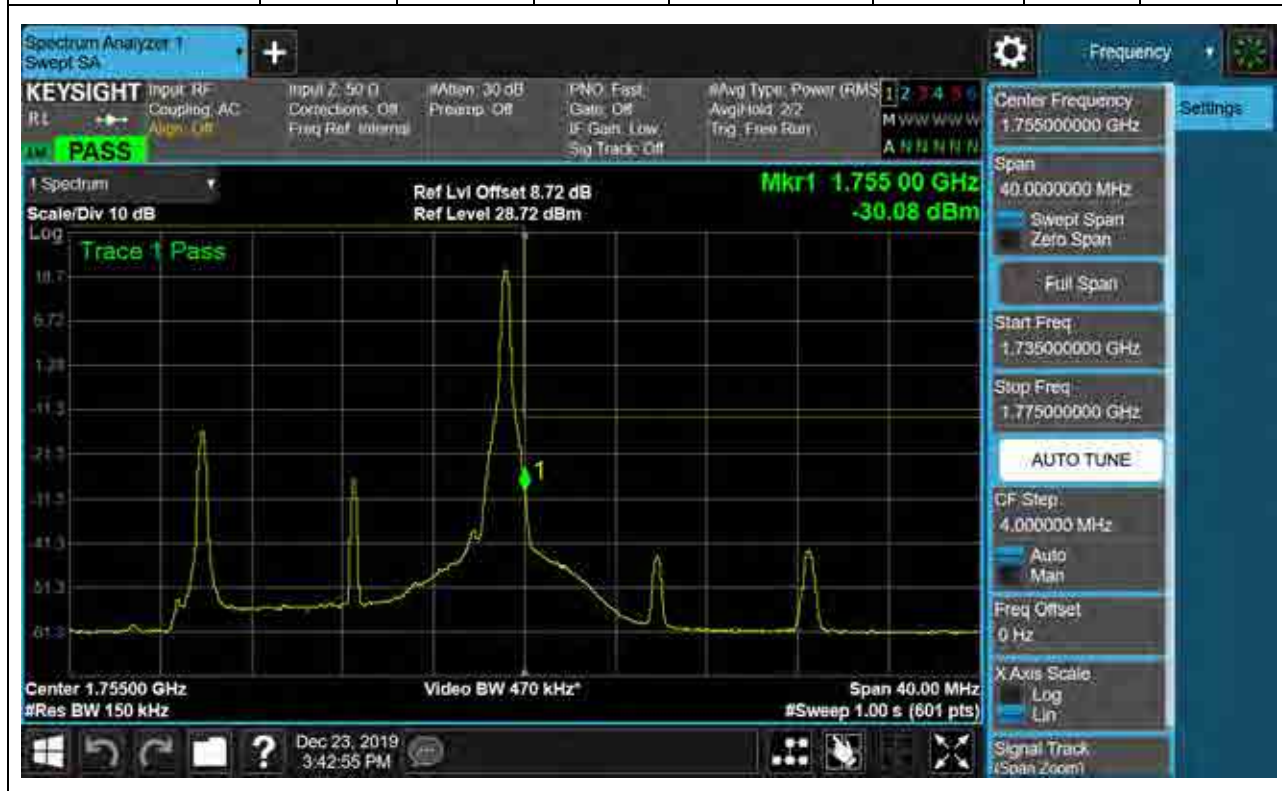 Spectrum Analyzer 1
Swept SA
+
Frequency
KEYSIGHT
Input: RF
Coupling: AC
Align: Off
Input Z: 50 Ω
Corrections: Off
Freq Ref: Internal
#Atten: 30 dB
Preamp: Off
PNO: Fast
Gate: Off
IF Gain: Low
Sig Track: Off
#Avg Type: Power (RMS
Avg|Hold: 2/2
Trig: Free Run
1 2 3 4 5 6
M W W W W W
A N N N N N N
PASS
Center Frequency
1.755000000 GHz
Settings
Span
40.0000000 MHz
Swept Span
Zero Span
Full Span
Start Freq
1.735000000 GHz
Stop Freq
1.775000000 GHz
AUTO TUNE
CF Step
4.000000 MHz
Auto
Man
Freq Offset
0 Hz
X Axis Scale
Log
Lin
Signal Track
(Span Zoom)
1 Spectrum
Scale/Div 10 dB
Ref Lvl Offset 8.72 dB
Ref Level 28.72 dBm
Mkr1 1.755 00 GHz
-30.08 dBm
Log
Trace 1 Pass
18.7
8.72
-1.28
-11.3
-21.3
-31.3
-41.3
-51.3
-61.3
1
Center 1.75500 GHz
#Res BW 150 kHz
Video BW 470 kHz*
Span 40.00 MHz
#Sweep 1.00 s (601 pts)
?
Dec 23, 2019
3:42:55 PM